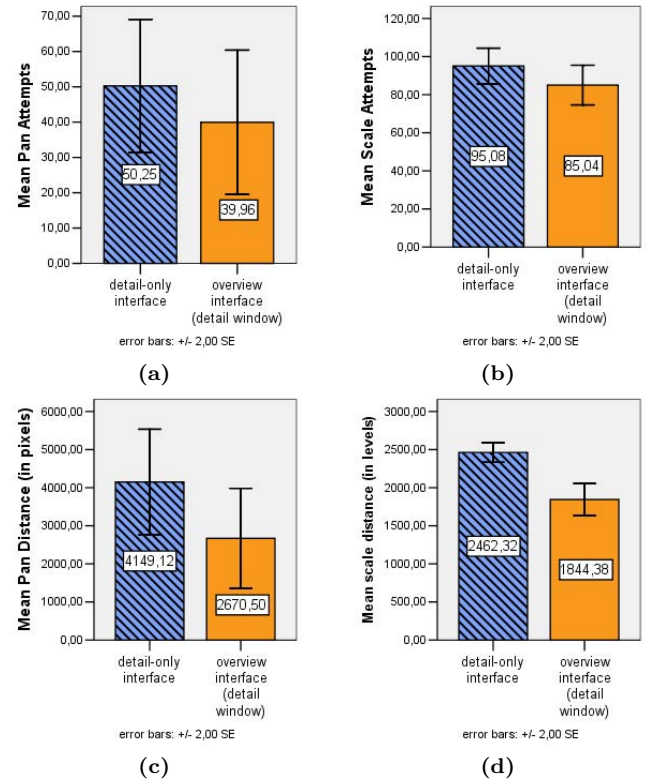 Mean Pan Attempts
70,00
60,00
50,00
40,00
30,00
20,00
10,00
0,00
50,25
39,96
detail-only
interface
overview
interface
(detail window)
error bars: +/- 2,00 SE
(a)
Mean Scale Attempts
120,00
100,00
80,00
60,00
40,00
20,00
0,00
95,08
85,04
detail-only
interface
overview
interface
(detail
window)
error bars: +/- 2,00 SE
(b)
Mean Pan Distance (in pixels)
6000,00
5000,00
4000,00
3000,00
2000,00
1000,00
0,00
4149,12
2670,50
detail-only
interface
overview
interface
(detail
window)
error bars: +/- 2,00 SE
(c)
Mean scale distance (in levels)
3000,00
2500,00
2000,00
1500,00
1000,00
500,00
0,00
2462,32
1844,38
detail-only
interface
overview
interface
(detail
window)
error bars: +/- 2,00 SE
(d)